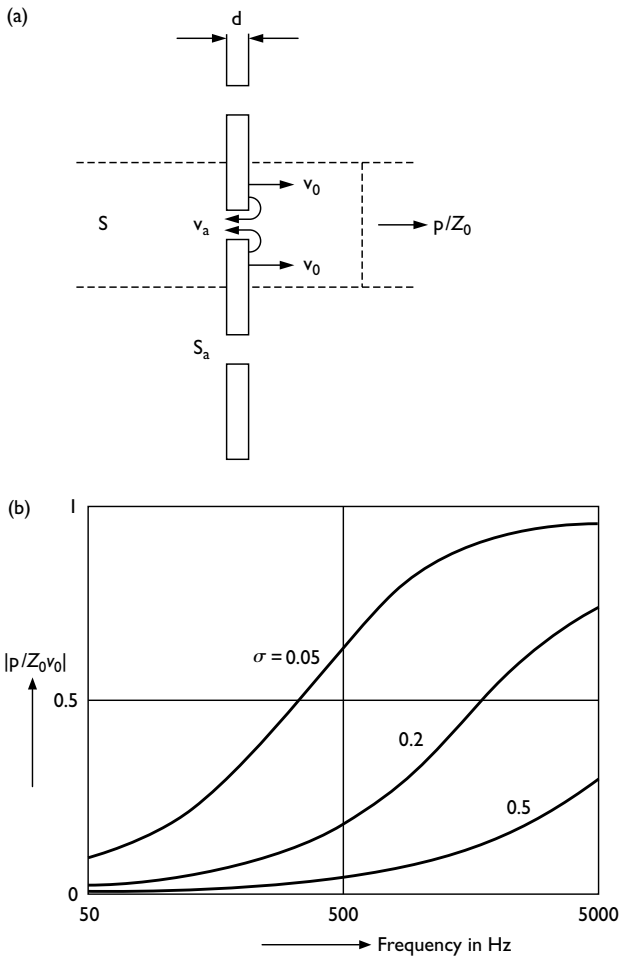 (a)
d
v₀
S
vₐ
p/Z₀
v₀
Sₐ
(b)
1
σ = 0.05
|p/Z₀v₀|
0.5
0.2
0.5
0
50
500
5000
Frequency in Hz